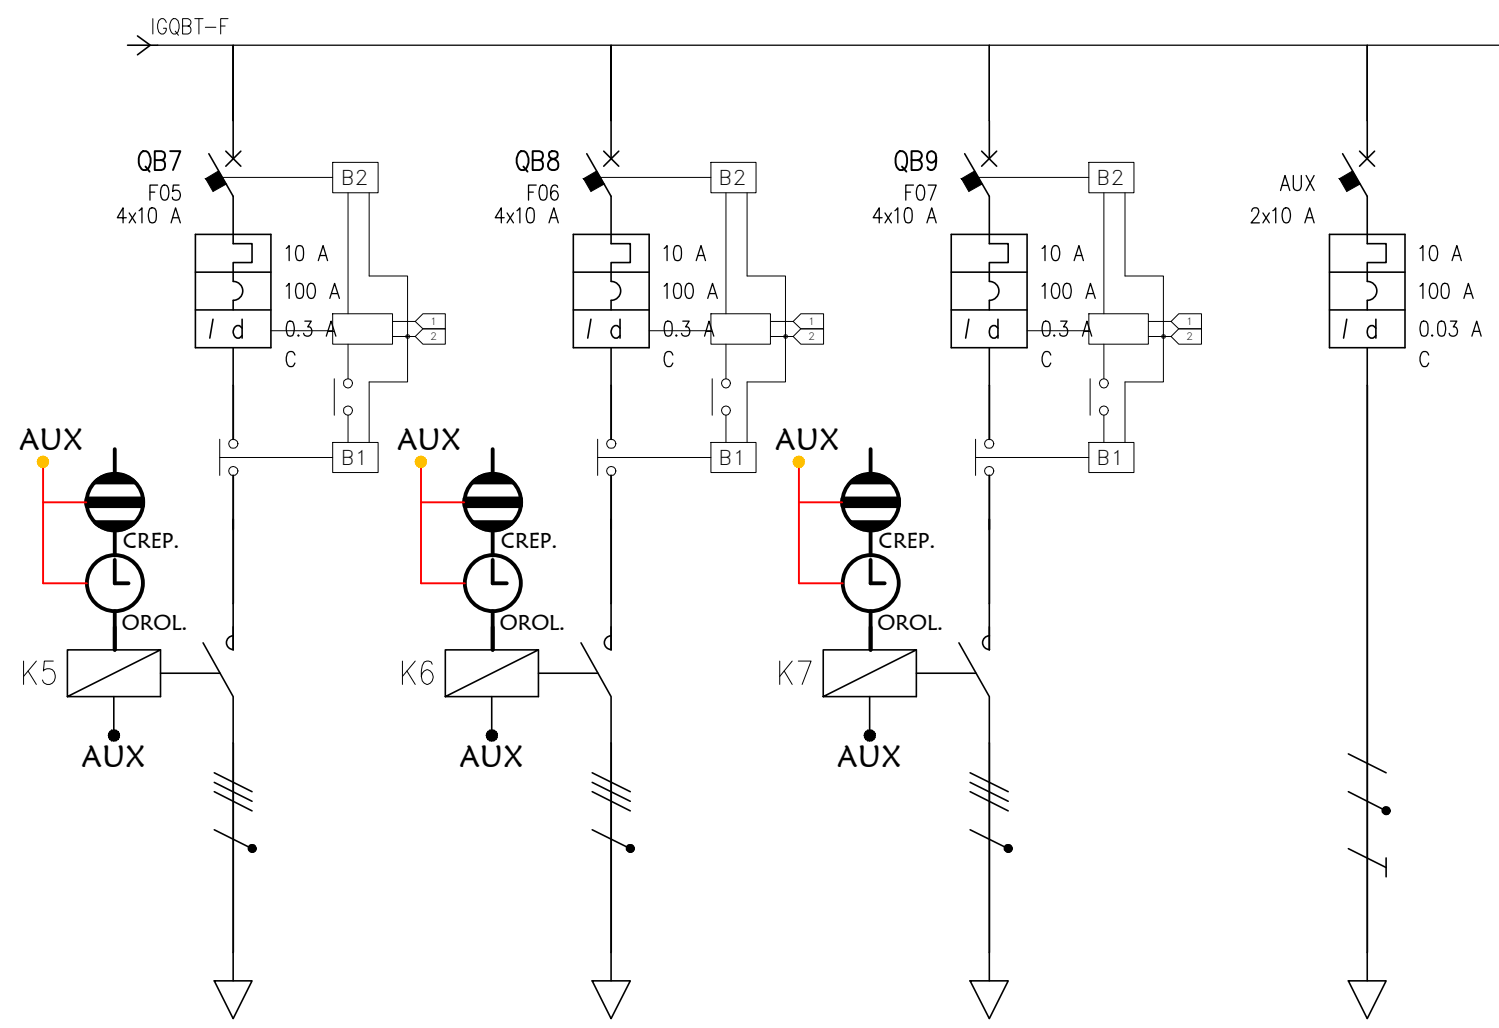 IGQBT-F
QB7
F05
4x10 A
B2
10 A
100 A
I d
0.3 A
C
1
2
B1
AUX
CREP.
OROL.
K5
AUX
QB8
F06
4x10 A
B2
10 A
100 A
I d
0.3 A
C
1
2
B1
AUX
CREP.
OROL.
K6
AUX
QB9
F07
4x10 A
B2
10 A
100 A
I d
0.3 A
C
1
2
B1
AUX
CREP.
OROL.
K7
AUX
AUX
2x10 A
10 A
100 A
I d
0.03 A
C